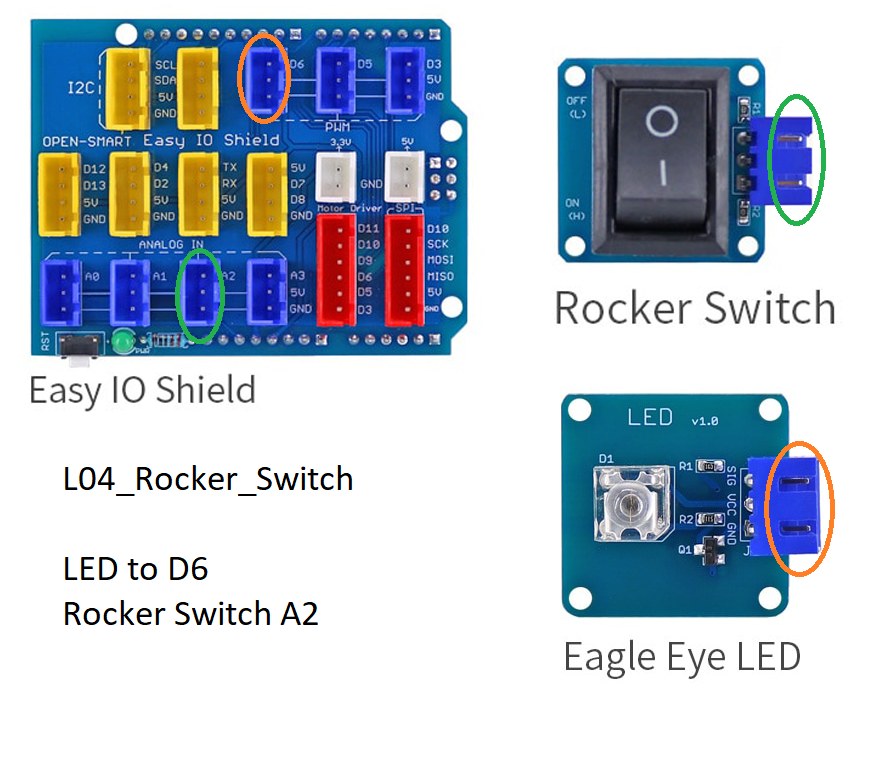 I2C
SCL
SDA
5V
GND
D6
D5
D3
5V
GND
PWM
OPEN-SMART Easy IO Shield
3.3V
5V
D12
D13
5V
GND
D4
D2
5V
GND
TX
RX
5V
GND
5V
D7
D8
GND
GND
Motor Driver
SPI
ANALOG IN
A0
A1
A2
A3
5V
GND
D11
D10
D9
D6
D5
D3
D10
SCK
MOSI
MISO
5V
GND
RST
PWR
Easy IO Shield
OFF
(L)
ON
(H)
R1
R2
O
I
Rocker Switch
L04_Rocker_Switch
LED to D6
Rocker Switch A2
LED v1.0
D1
R1
R2
Q1
SIG VCC GND
J
Eagle Eye LED